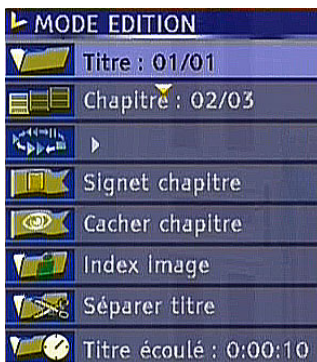 MODE EDITION
Titre : 01/01
Chapitre : 02/03
Signet chapitre
Cacher chapitre
Index image
Séparer titre
Titre écoulé : 0:00:10